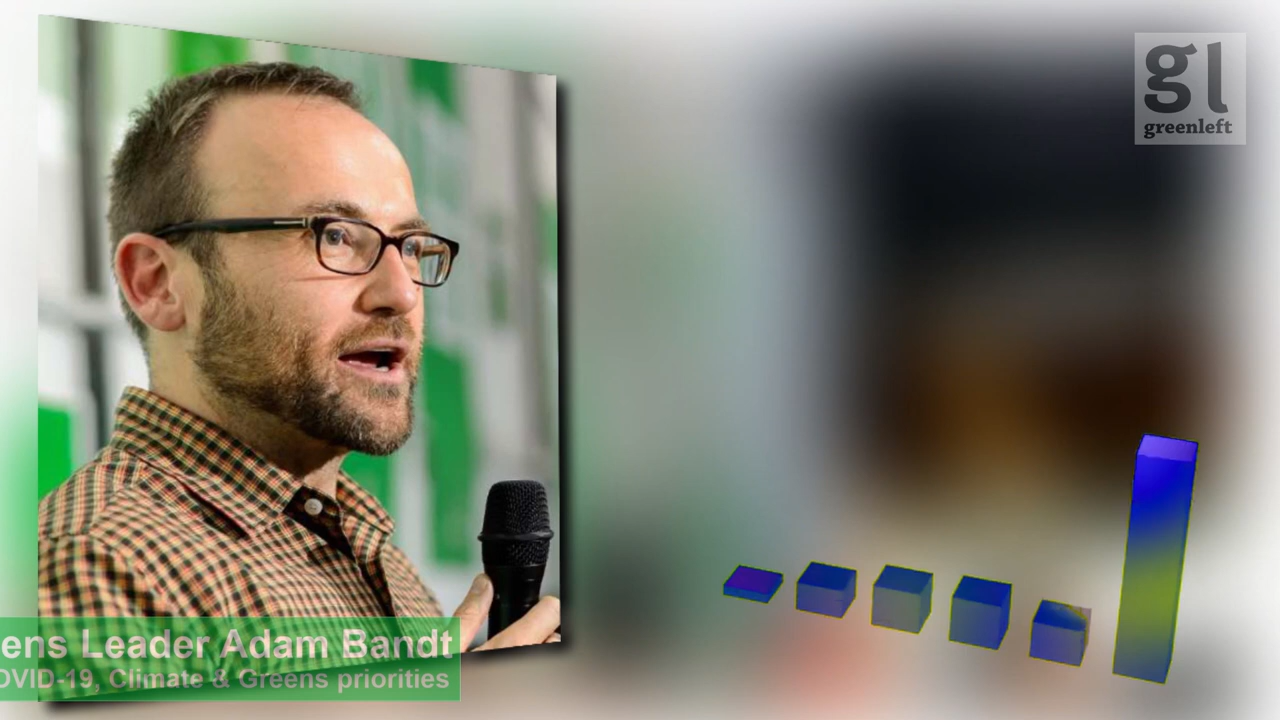 gl
greenleft
ens Leader Adam Bandt
OVID-19, Climate & Greens priorities